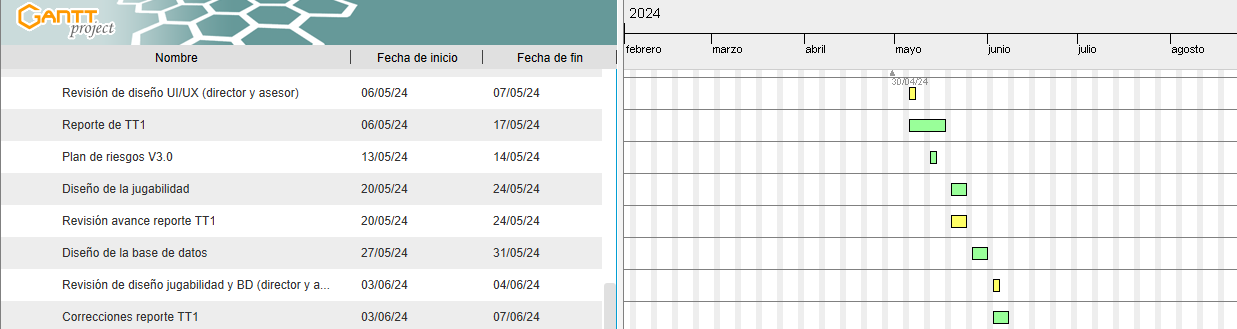 GANTT
project
2024
Nombre Fecha de inicio Fecha de fin
febrero marzo abril mayo junio julio agosto
30/04/24
Revisión de diseño UI/UX (director y asesor) 06/05/24 07/05/24
Reporte de TT1 06/05/24 17/05/24
Plan de riesgos V3.0 13/05/24 14/05/24
Diseño de la jugabilidad 20/05/24 24/05/24
Revisión avance reporte TT1 20/05/24 24/05/24
Diseño de la base de datos 27/05/24 31/05/24
Revisión de diseño jugabilidad y BD (director y a... 03/06/24 04/06/24
Correcciones reporte TT1 03/06/24 07/06/24